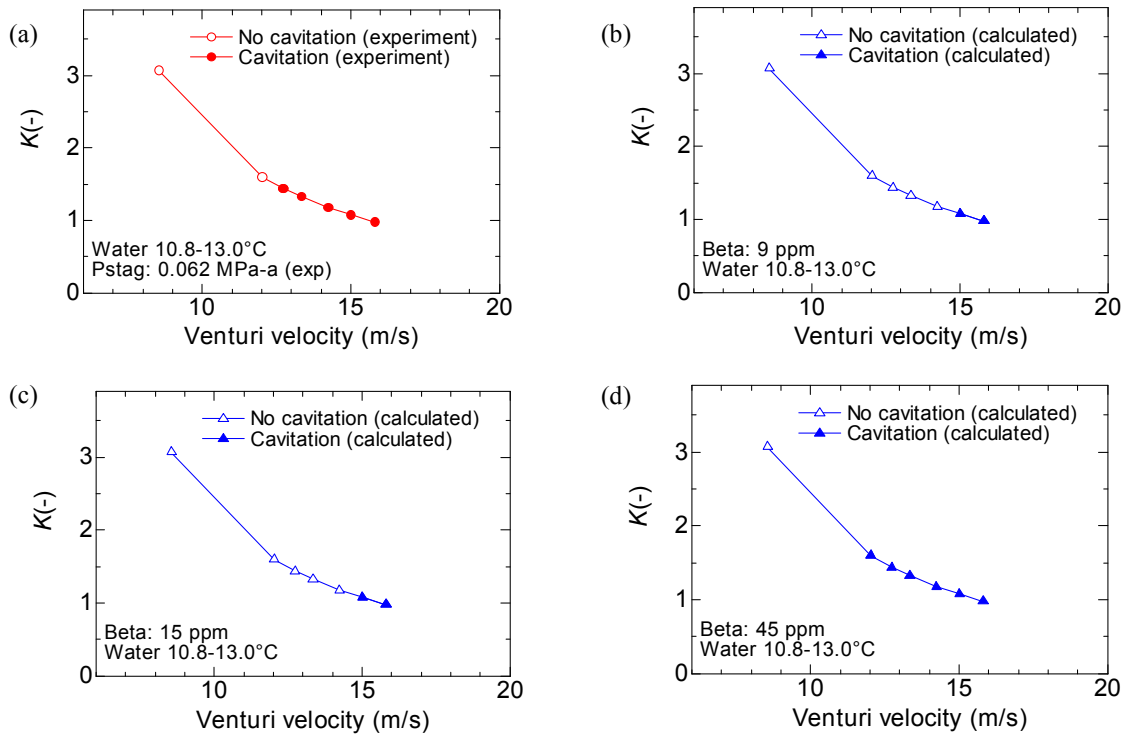 (a)
No cavitation (experiment)
Cavitation (experiment)
3
2
1
0
K(-)
Water 10.8-13.0°C
Pstag: 0.062 MPa-a (exp)
10
15
20
Venturi velocity (m/s)
(b)
No cavitation (calculated)
Cavitation (calculated)
3
2
1
0
K(-)
Beta: 9 ppm
Water 10.8-13.0°C
10
15
20
Venturi velocity (m/s)
(c)
No cavitation (calculated)
Cavitation (calculated)
3
2
1
0
K(-)
Beta: 15 ppm
Water 10.8-13.0°C
10
15
20
Venturi velocity (m/s)
(d)
No cavitation (calculated)
Cavitation (calculated)
3
2
1
0
K(-)
Beta: 45 ppm
Water 10.8-13.0°C
10
15
20
Venturi velocity (m/s)